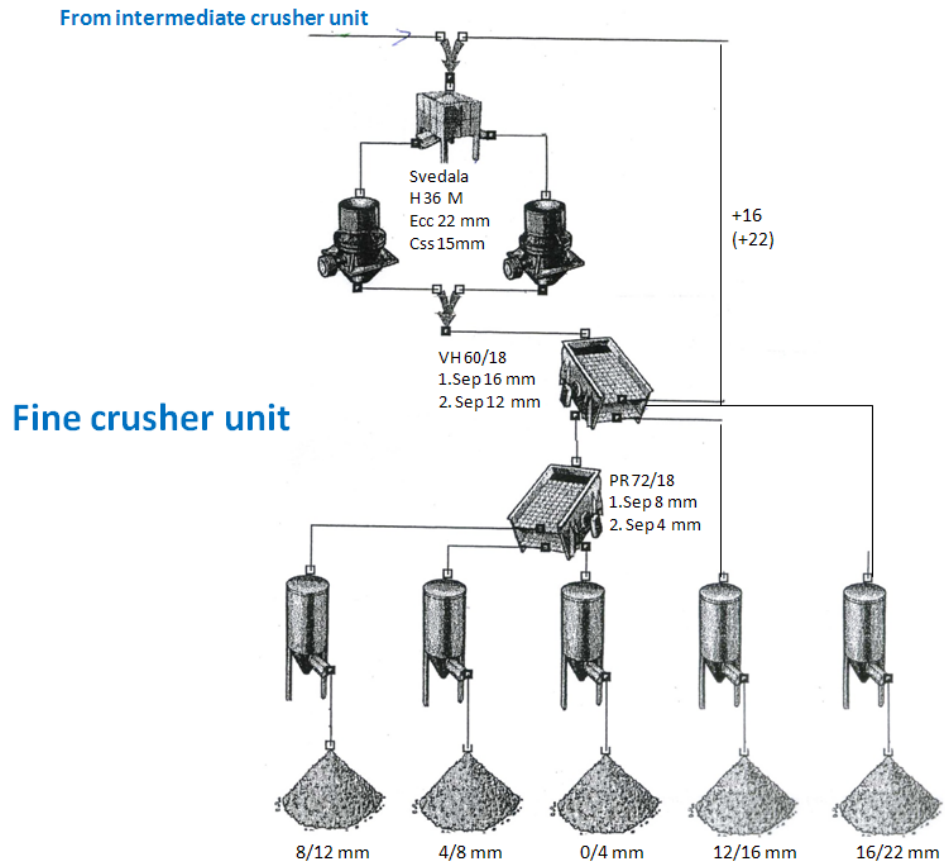 From intermediate crusher unit
Svedala
H 36 M
Ecc 22 mm
Css 15mm
+16
(+22)
VH 60/18
1.Sep 16 mm
2. Sep 12 mm
Fine crusher unit
PR 72/18
1.Sep 8 mm
2. Sep 4 mm
8/12 mm
4/8 mm
0/4 mm
12/16 mm
16/22 mm